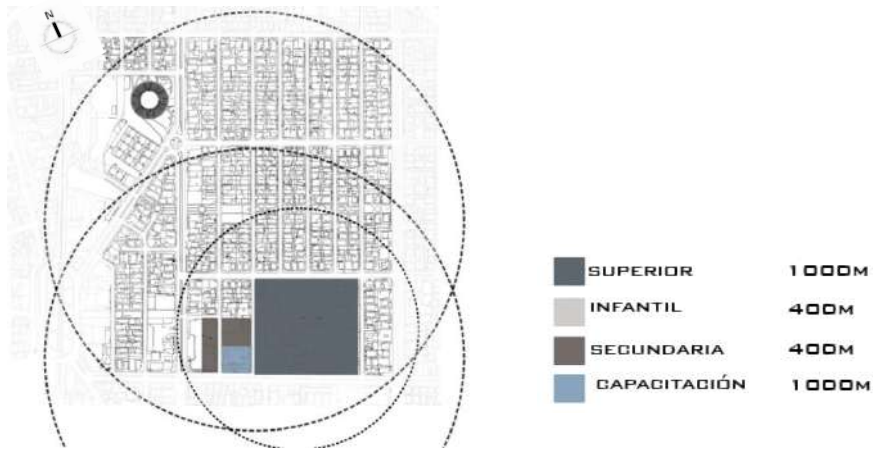 N
SUPERIOR 1000M
INFANTIL 400M
SECUNDARIA 400M
CAPACITACIÓN 1000M